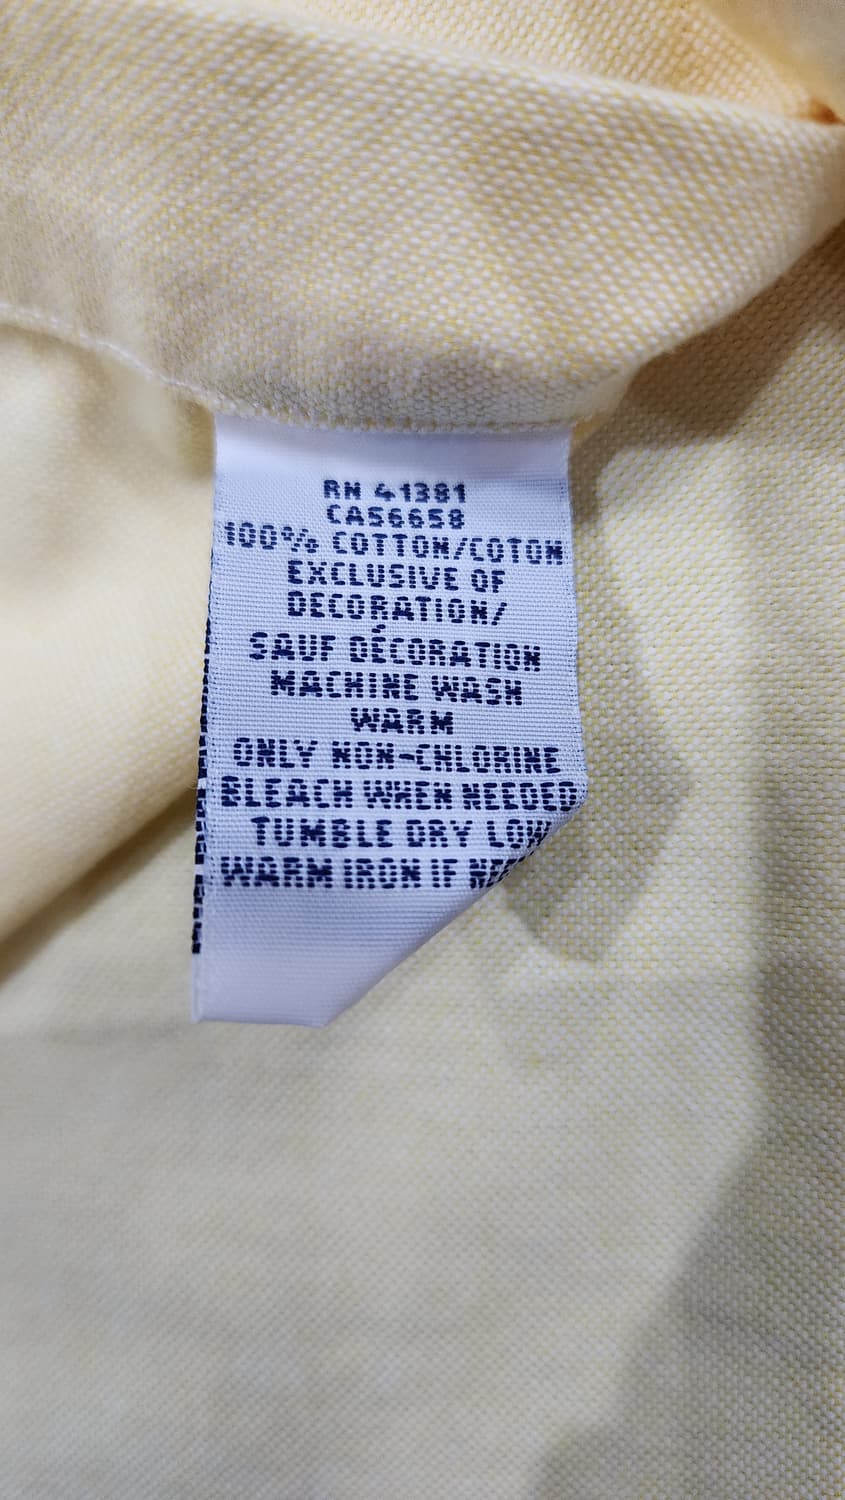 RN 41381
CA56658
100% COTTON/COTON
EXCLUSIVE OF
DECORATION/
SAUF DÉCORATION
MACHINE WASH
WARM
ONLY NON-CHLORINE
BLEACH WHEN NEEDED
TUMBLE DRY LOW
WARM IRON IF